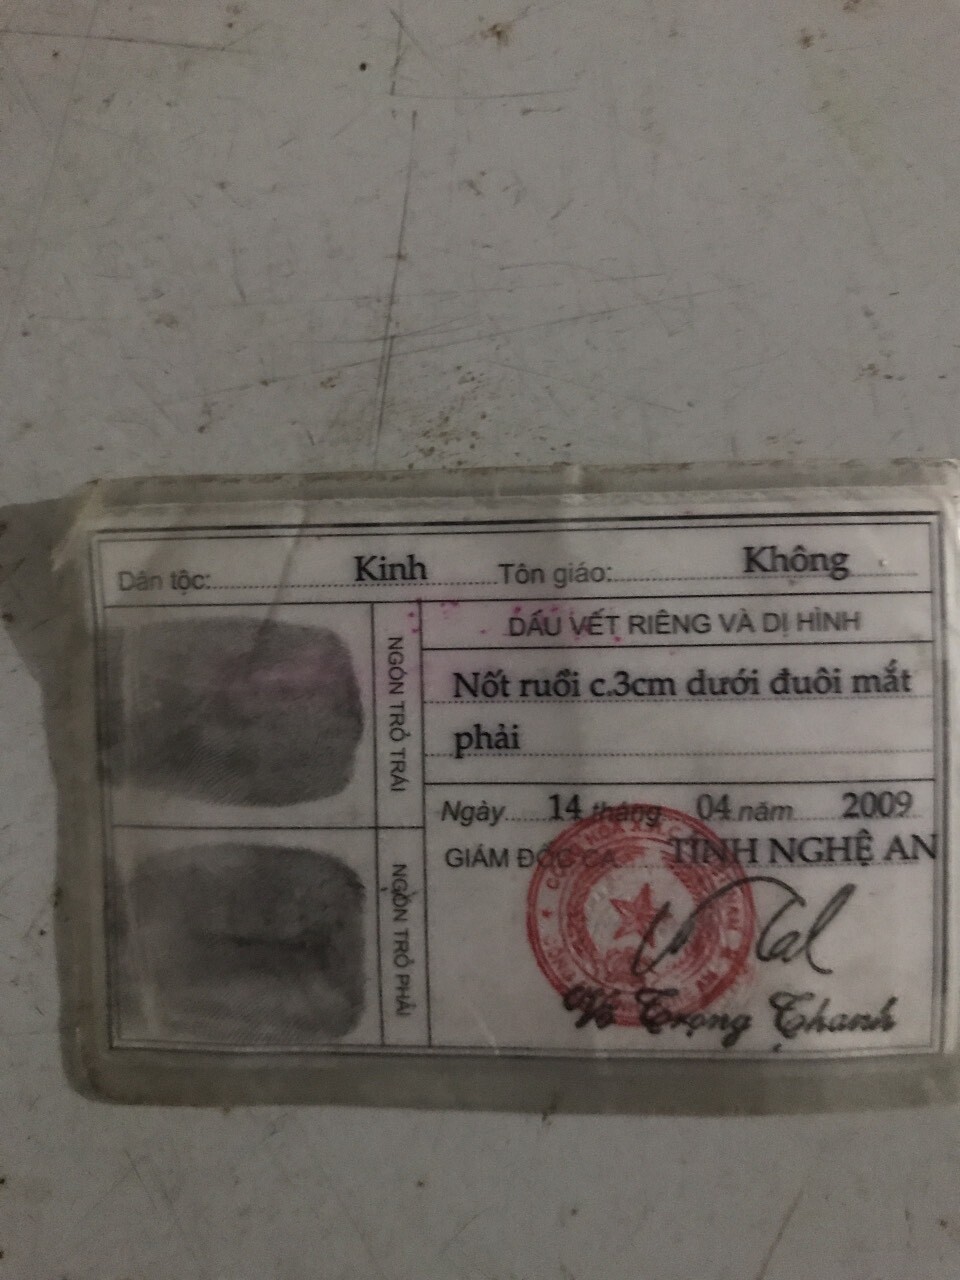 Dân tộc: Kinh Tôn giáo: Không
NGÓN TRỎ TRÁI
NGÓN TRỎ PHẢI
DẤU VẾT RIÊNG VÀ DỊ HÌNH
Nốt ruồi c.3cm dưới đuôi mắt
phải
Ngày 14 tháng 04 năm 2009
GIÁM ĐỐC CA TỈNH NGHỆ AN
Võ Trọng Thanh